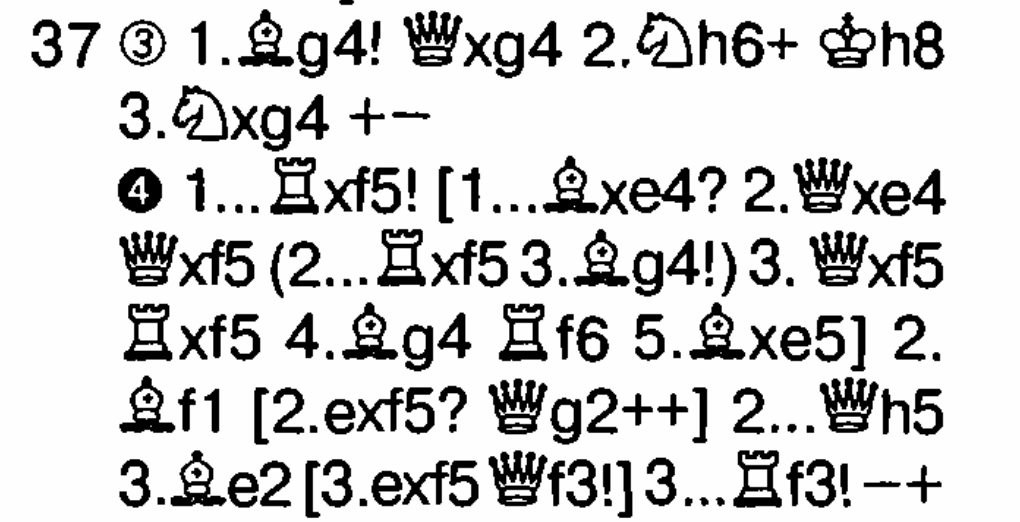 37 ③ 1.♗g4! ♕xg4 2.♘h6+ ♔h8
3.♘xg4 +−
❹ 1...♖xf5! [1...♗xe4? 2.♕xe4
♕xf5 (2...♖xf5 3.♗g4!) 3. ♕xf5
♖xf5 4.♗g4 ♖f6 5.♗xe5] 2.
♗f1 [2.exf5? ♕g2++] 2...♕h5
3.♗e2 [3.exf5 ♕f3!] 3...♖f3! −+